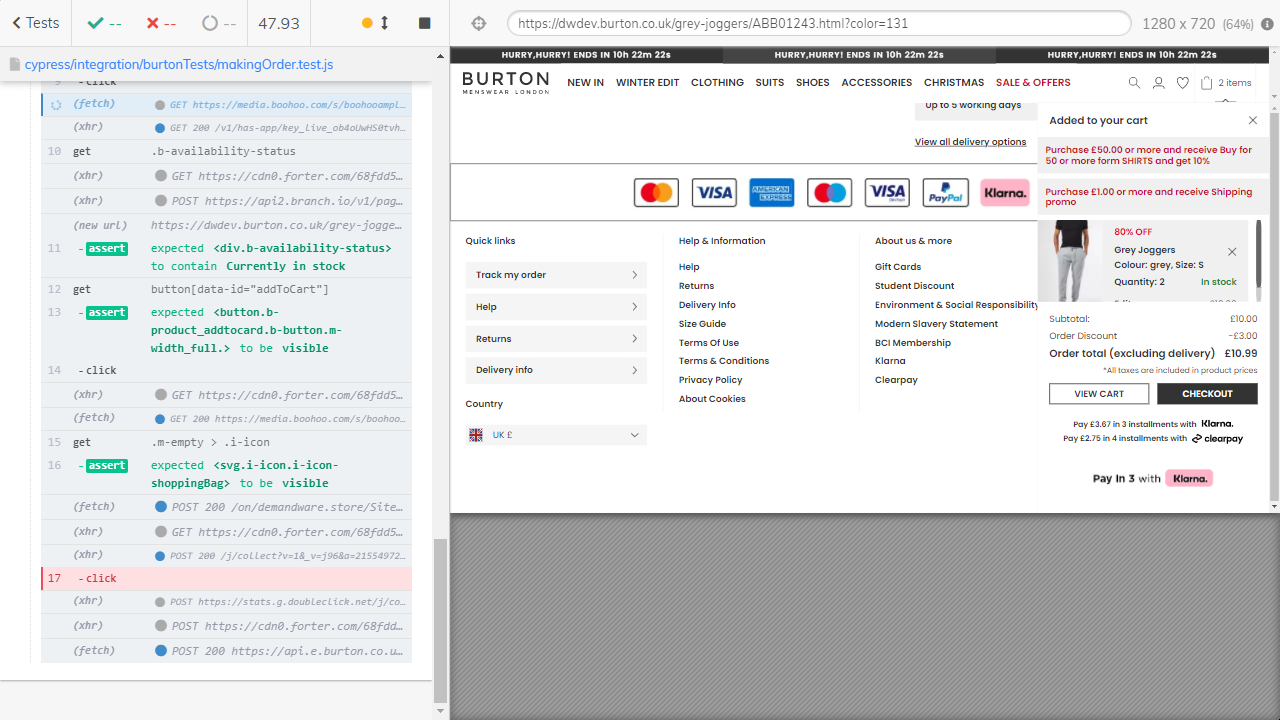 Tests
--
--
--
47.93
https://dwdev.burton.co.uk/grey-joggers/ABB01243.html?color=131
1280 x 720 (64%)
cypress/integration/burtonTests/makingOrder.test.js
- click
(fetch) GET https://media.boohoo.com/s/boohooampl...
(xhr) GET 200 /v1/has-app/key_live_ob4oUwHS0tvh...
10 get .b-availability-status
(xhr) GET https://cdn0.forter.com/68fdd5...
(xhr) POST https://api2.branch.io/v1/pag...
(new url) https://dwdev.burton.co.uk/grey-jogge...
11 - assert expected <div.b-availability-status>
to contain Currently in stock
12 get button[data-id="addToCart"]
13 - assert expected <button.b-
product_addtocard.b-button.m-
width_full.> to be visible
14 - click
(xhr) GET https://cdn0.forter.com/68fdd5...
(fetch) GET 200 https://media.boohoo.com/s/boohoo...
15 get .m-empty > .i-icon
16 - assert expected <svg.i-icon.i-icon-
shoppingBag> to be visible
(fetch) POST 200 /on/demandware.store/Site...
(xhr) GET https://cdn0.forter.com/68fdd5...
(xhr) POST 200 /j/collect?v=1&_v=j96&a=21554972...
17 - click
(xhr) POST https://stats.g.doubleclick.net/j/co...
(xhr) POST https://cdn0.forter.com/68fdd...
(fetch) POST 200 https://api.e.burton.co.u...
HURRY,HURRY! ENDS IN 10h 22m 22s
HURRY,HURRY! ENDS IN 10h 22m 22s
HURRY,HURRY! ENDS IN 10h 22m 22s
BURTON
MENSWEAR LONDON
NEW IN WINTER EDIT CLOTHING SUITS SHOES ACCESSORIES CHRISTMAS SALE & OFFERS
2 items
Up to 5 working days
View all delivery options
VISA
AMERICAN EXPRESS
VISA
PayPal
Klarna.
Quick links
Track my order
Help
Returns
Delivery info
Country
UK £
Help & Information
Help
Returns
Delivery Info
Size Guide
Terms Of Use
Terms & Conditions
Privacy Policy
About Cookies
About us & more
Gift Cards
Student Discount
Environment & Social Responsibility
Modern Slavery Statement
BCI Membership
Klarna
Clearpay
Added to your cart
Purchase £50.00 or more and receive Buy for
50 or more form SHIRTS and get 10%
Purchase £1.00 or more and receive Shipping
promo
80% OFF
Grey Joggers
Colour: grey, Size: S
Quantity: 2 In stock
Subtotal: £10.00
Order Discount -£3.00
Order total (excluding delivery) £10.99
*All taxes are included in product prices
VIEW CART
CHECKOUT
Pay £3.67 in 3 installments with Klarna.
Pay £2.75 in 4 installments with clearpay
Pay In 3 with Klarna.